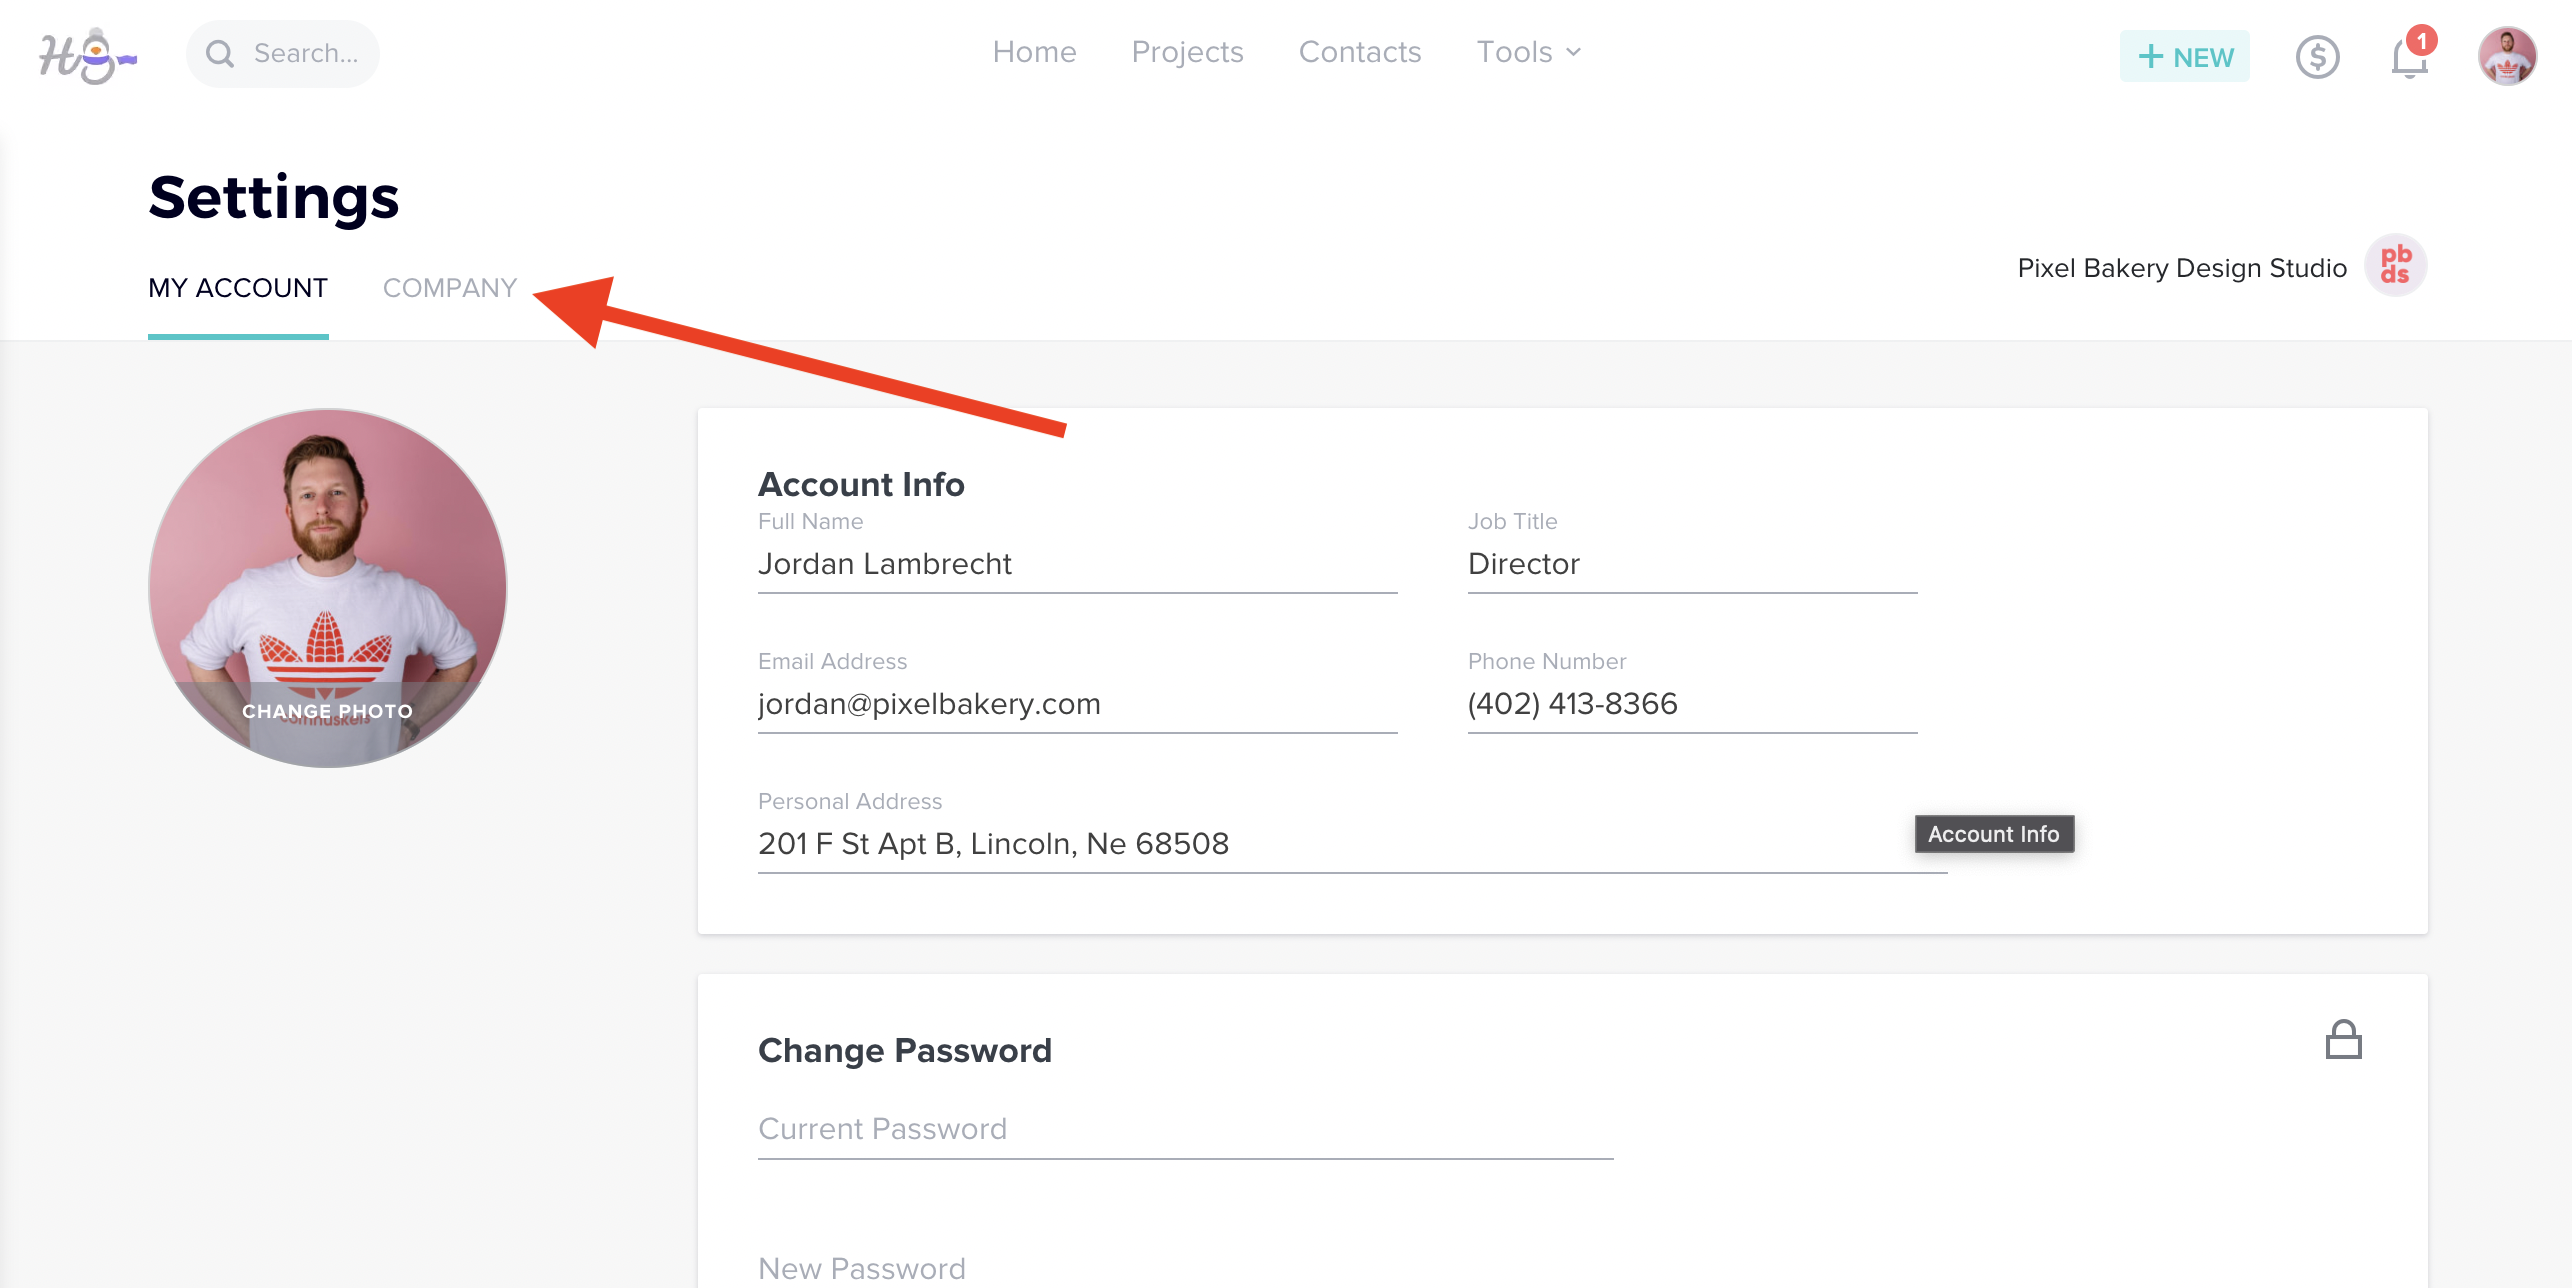 H
Search...
Home
Projects
Contacts
Tools
+ NEW
1
Settings
MY ACCOUNT
COMPANY
Pixel Bakery Design Studio
pb
ds
CHANGE PHOTO
cornhuskers
Account Info
Full Name
Jordan Lambrecht
Job Title
Director
Email Address
jordan@pixelbakery.com
Phone Number
(402) 413-8366
Personal Address
201 F St Apt B, Lincoln, Ne 68508
Account Info
Change Password
Current Password
New Password